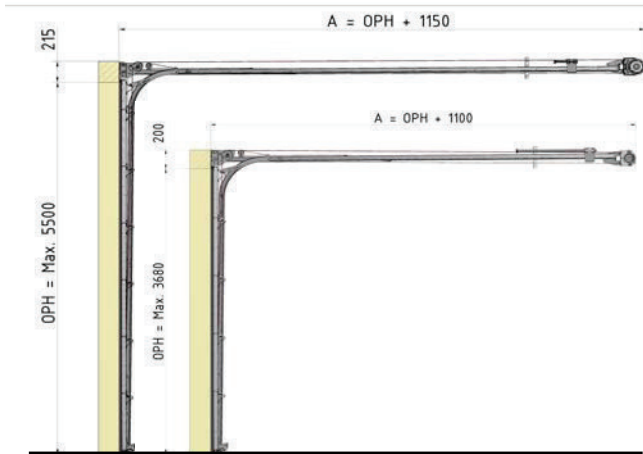 A = OPH + 1150
215
OPH = Max. 5500
A = OPH + 1100
200
OPH = Max. 3680